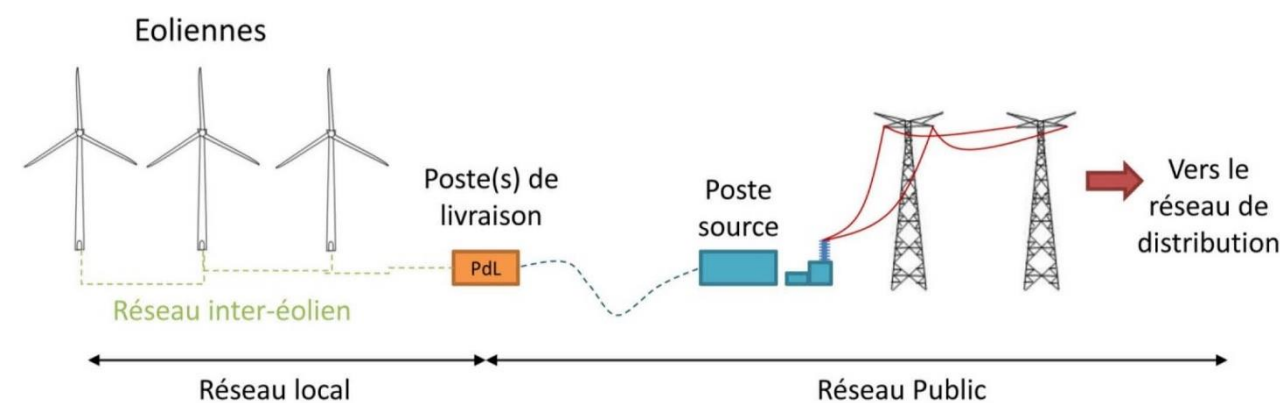 Eoliennes
Poste(s) de
livraison
PdL
Poste
source
Vers le
réseau de
distribution
Réseau inter-éolien
Réseau local
Réseau Public